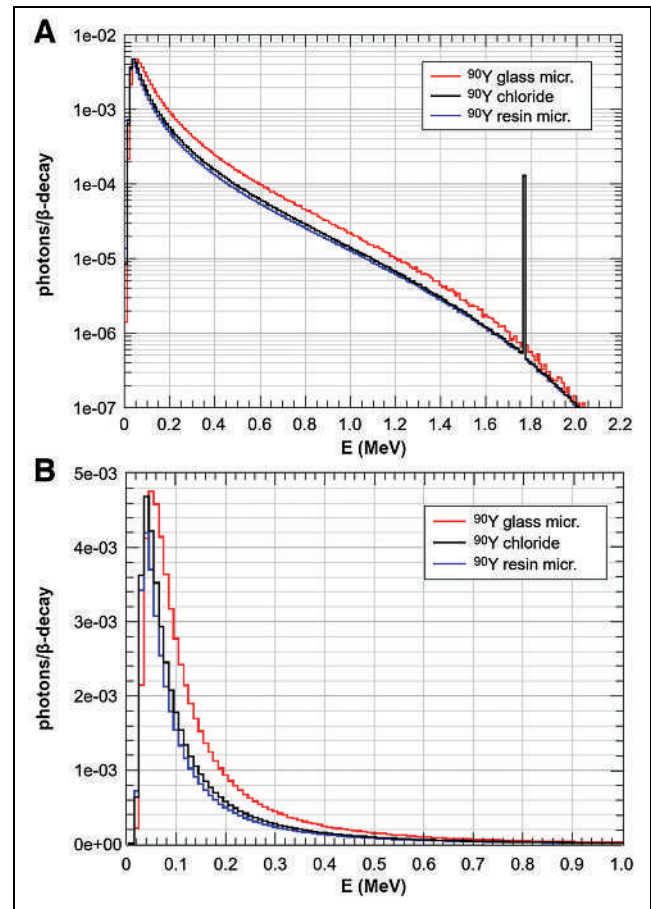 A
1e-02
1e-03
1e-04
1e-05
1e-06
1e-07
photons/β-decay
90Y glass micr.
90Y chloride
90Y resin micr.
0 0.2 0.4 0.6 0.8 1.0 1.2 1.4 1.6 1.8 2.0 2.2
E (MeV)
B
5e-03
4e-03
3e-03
2e-03
1e-03
0e+00
photons/β-decay
90Y glass micr.
90Y chloride
90Y resin micr.
0 0.1 0.2 0.3 0.4 0.5 0.6 0.7 0.8 0.9 1.0
E (MeV)